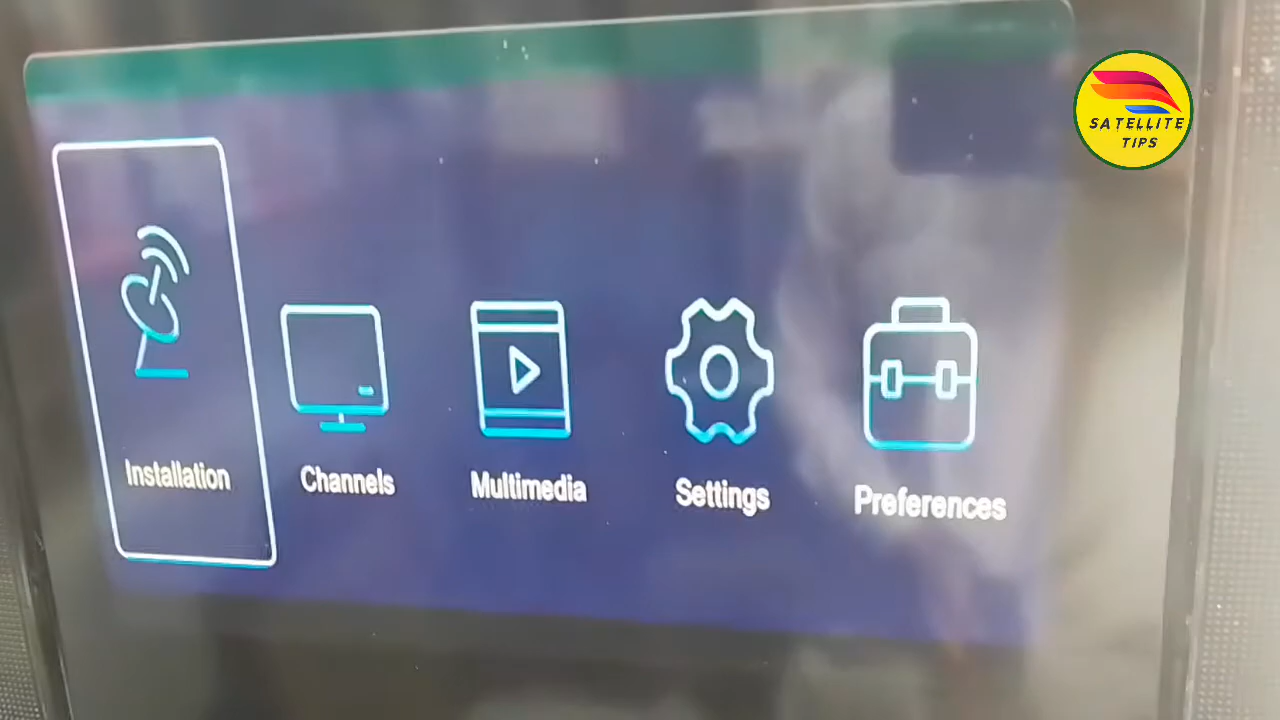 SATELLITE
TIPS
Installation
Channels
Multimedia
Settings
Preferences